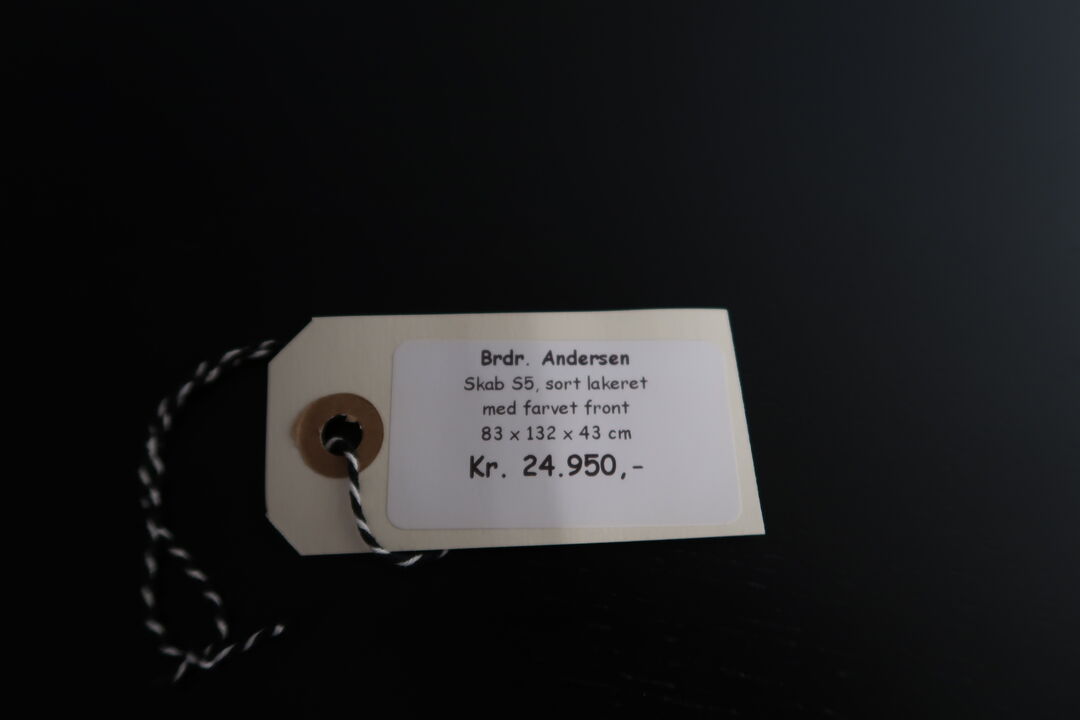 Brdr. Andersen
Skab S5, sort lakeret
med farvet front
83 x 132 x 43 cm
Kr. 24.950,-